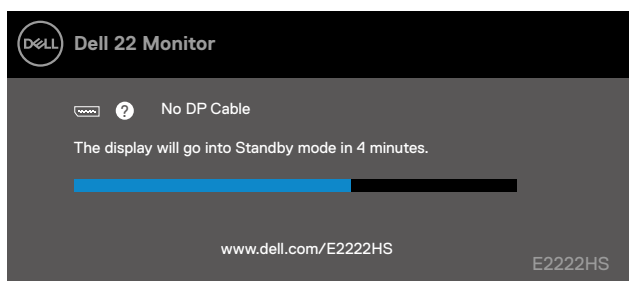 DELL Dell 22 Monitor
? No DP Cable
The display will go into Standby mode in 4 minutes.
www.dell.com/E2222HS
E2222HS